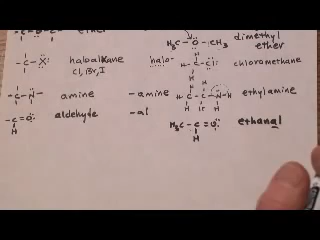 ether
dimethyl ether
H₃C-O-CH₃
-C-X: haloalkane halo- chloromethane
Cl, Br, I
-C-N- amine -amine ethylamine
-C=O: aldehyde -al H₃C-C=O: ethanal
H H